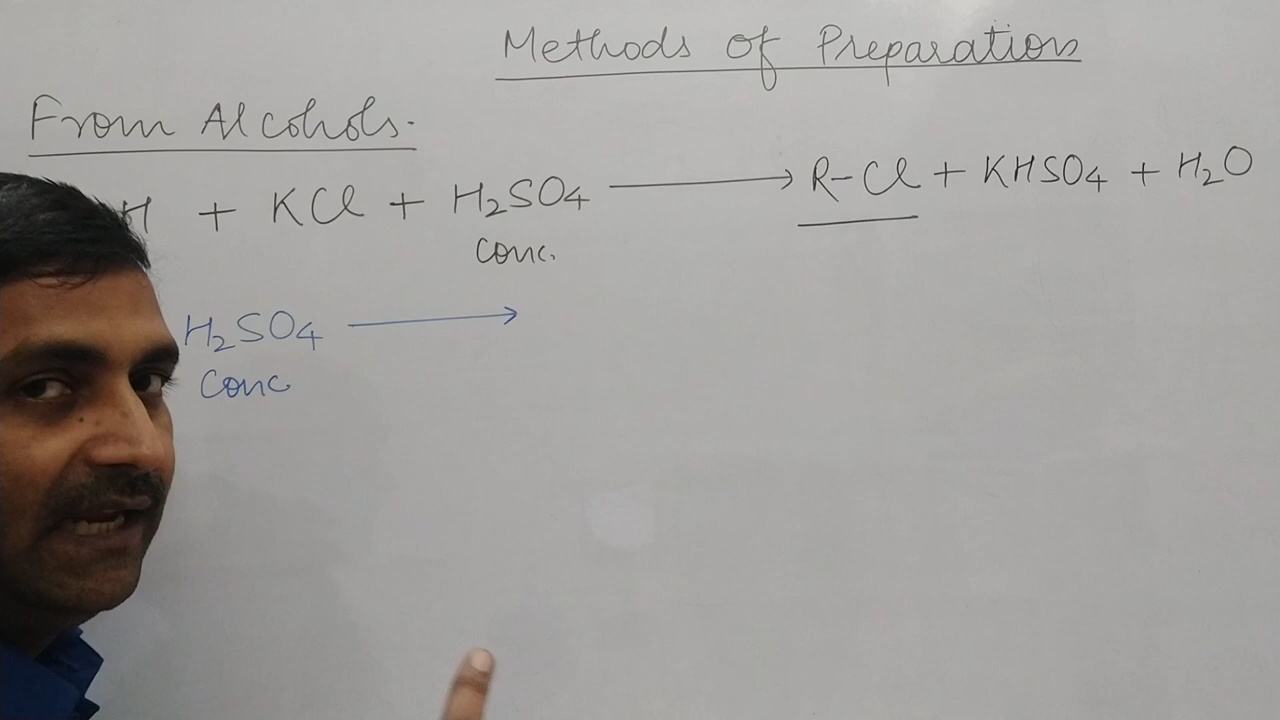 Methods of Preparation
From Alcohols.
H + KCl + H₂SO₄ ⟶ R-Cl + KHSO₄ + H₂O
conc.
H₂SO₄ ⟶
Conc